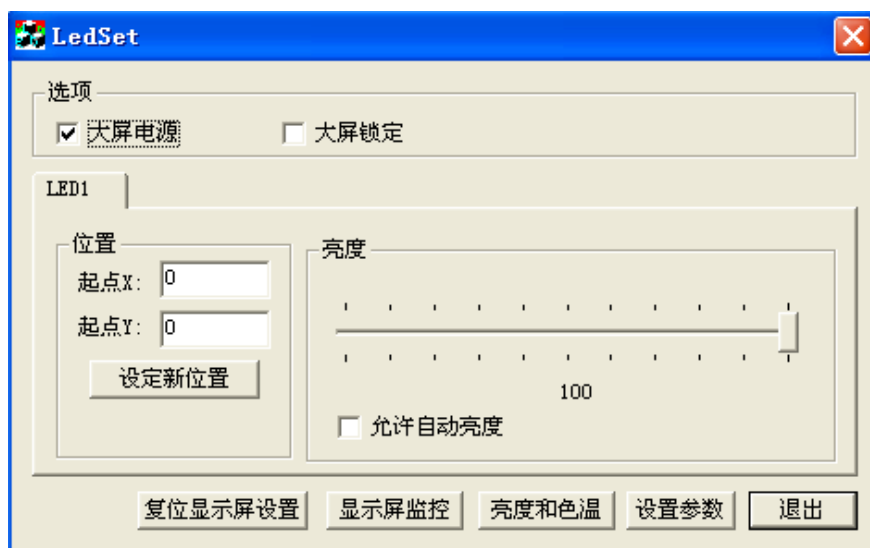 LedSet
选项
大屏电源 大屏锁定
LED1
位置
起点X: 0
起点Y: 0
设定新位置
亮度
100
允许自动亮度
复位显示屏设置 显示屏监控 亮度和色温 设置参数 退出